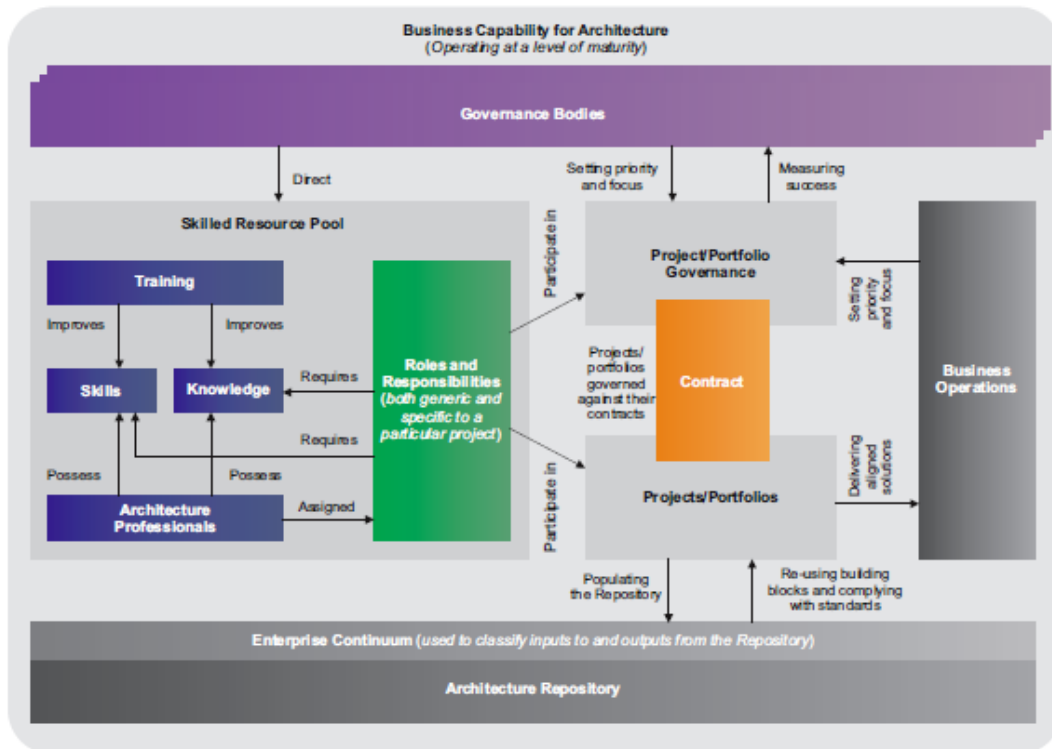 Business Capability for Architecture
(Operating at a level of maturity)
Governance Bodies
Direct
Setting priority
and focus
Measuring
success
Skilled Resource Pool
Training
Improves
Improves
Skills
Knowledge
Requires
Requires
Possess
Possess
Architecture
Professionals
Assigned
Roles and
Responsibilities
(both generic and
specific to a
particular project)
Participate in
Participate in
Project/Portfolio
Governance
Projects/
portfolios
governed
against their
contracts
Contract
Projects/Portfolios
Setting
priority
and focus
Delivering
aligned
solutions
Business
Operations
Populating
the Repository
Re-using building
blocks and complying
with standards
Enterprise Continuum (used to classify inputs to and outputs from the Repository)
Architecture Repository